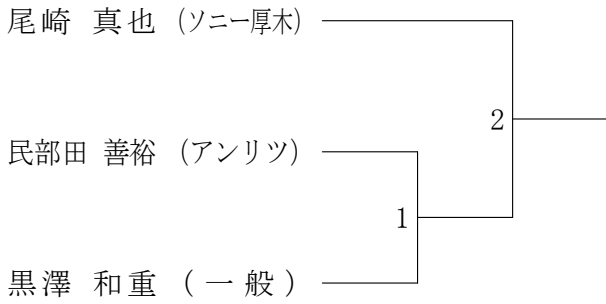 尾崎 真也 (ソニー厚木)
2
民部田 善裕 (アンリツ)
1
黒澤 和重 (一般)